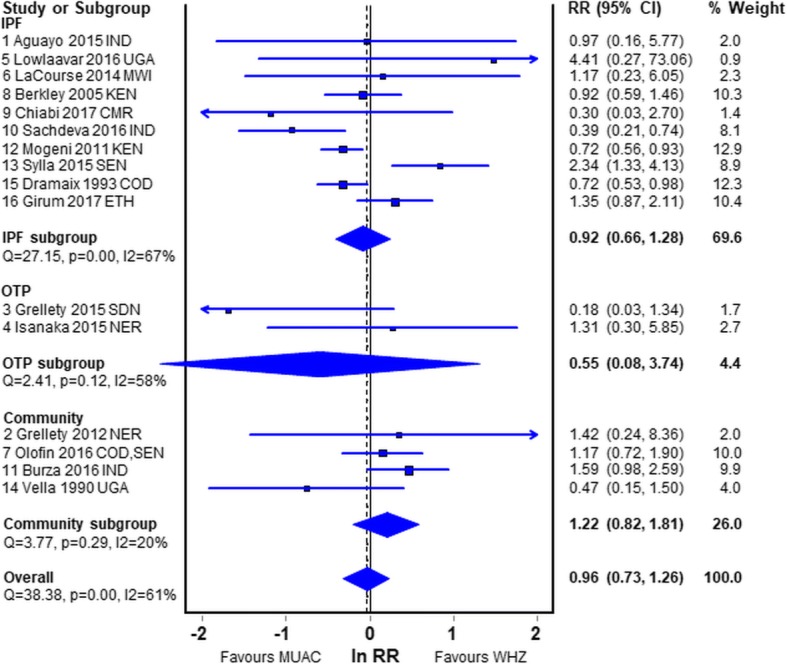 Study or Subgroup RR (95% CI) % Weight
IPF
1 Aguayo 2015 IND 0.97 (0.16, 5.77) 2.0
5 Lowlaavar 2016 UGA 4.41 (0.27, 73.06) 0.9
6 LaCourse 2014 MWI 1.17 (0.23, 6.05) 2.3
8 Berkley 2005 KEN 0.92 (0.59, 1.46) 10.3
9 Chiabi 2017 CMR 0.30 (0.03, 2.70) 1.4
10 Sachdeva 2016 IND 0.39 (0.21, 0.74) 8.1
12 Mogeni 2011 KEN 0.72 (0.56, 0.93) 12.9
13 Sylla 2015 SEN 2.34 (1.33, 4.13) 8.9
15 Dramaix 1993 COD 0.72 (0.53, 0.98) 12.3
16 Girum 2017 ETH 1.35 (0.87, 2.11) 10.4
IPF subgroup 0.92 (0.66, 1.28) 69.6
Q=27.15, p=0.00, I2=67%
OTP
3 Grellety 2015 SDN 0.18 (0.03, 1.34) 1.7
4 Isanaka 2015 NER 1.31 (0.30, 5.85) 2.7
OTP subgroup 0.55 (0.08, 3.74) 4.4
Q=2.41, p=0.12, I2=58%
Community
2 Grellety 2012 NER 1.42 (0.24, 8.36) 2.0
7 Olofin 2016 COD,SEN 1.17 (0.72, 1.90) 10.0
11 Burza 2016 IND 1.59 (0.98, 2.59) 9.9
14 Vella 1990 UGA 0.47 (0.15, 1.50) 4.0
Community subgroup 1.22 (0.82, 1.81) 26.0
Q=3.77, p=0.29, I2=20%
Overall 0.96 (0.73, 1.26) 100.0
Q=38.38, p=0.00, I2=61%
-2 -1 0 1 2
Favours MUAC ln RR Favours WHZ